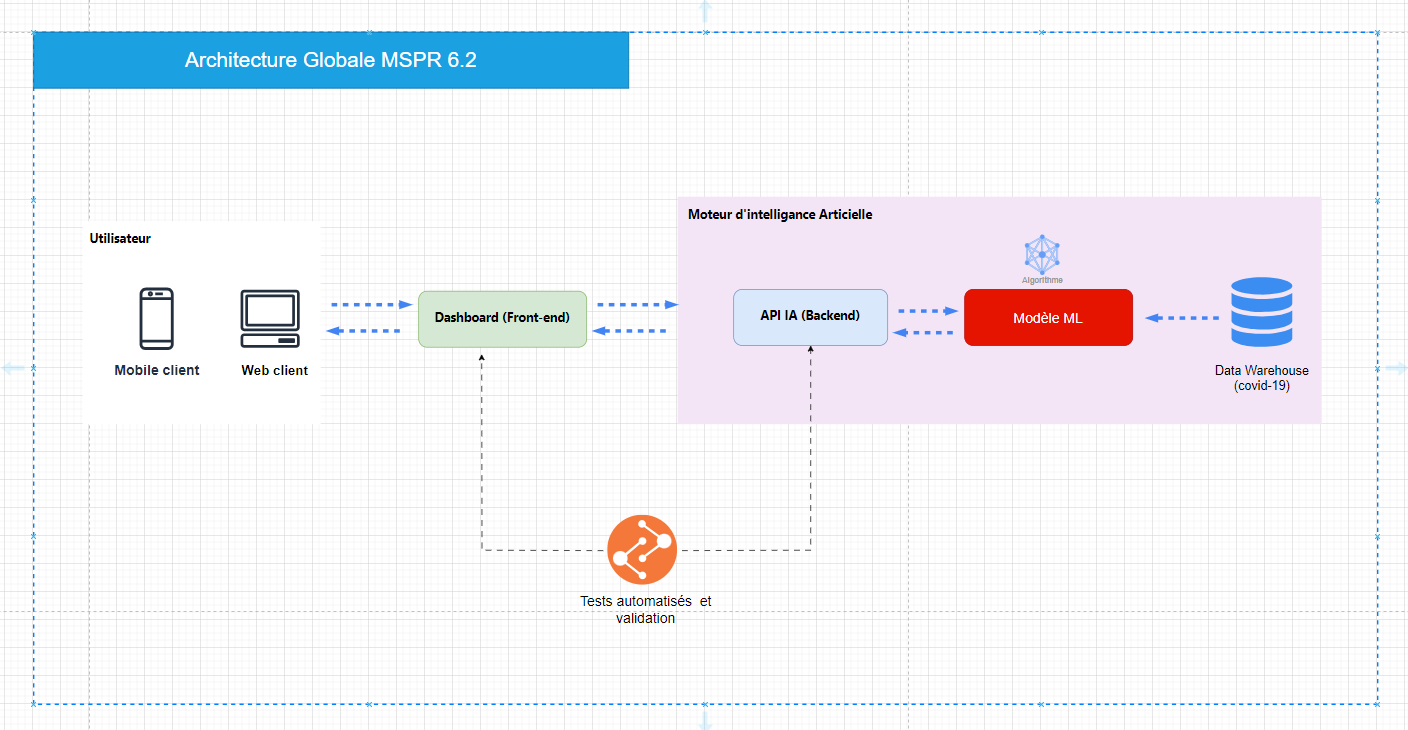 Architecture Globale MSPR 6.2
Moteur d'intelligance Articielle
Utilisateur
Algorithme
Dashboard (Front-end)
API IA (Backend)
Modèle ML
Mobile client
Web client
Data Warehouse
(covid-19)
Tests automatisés et
validation